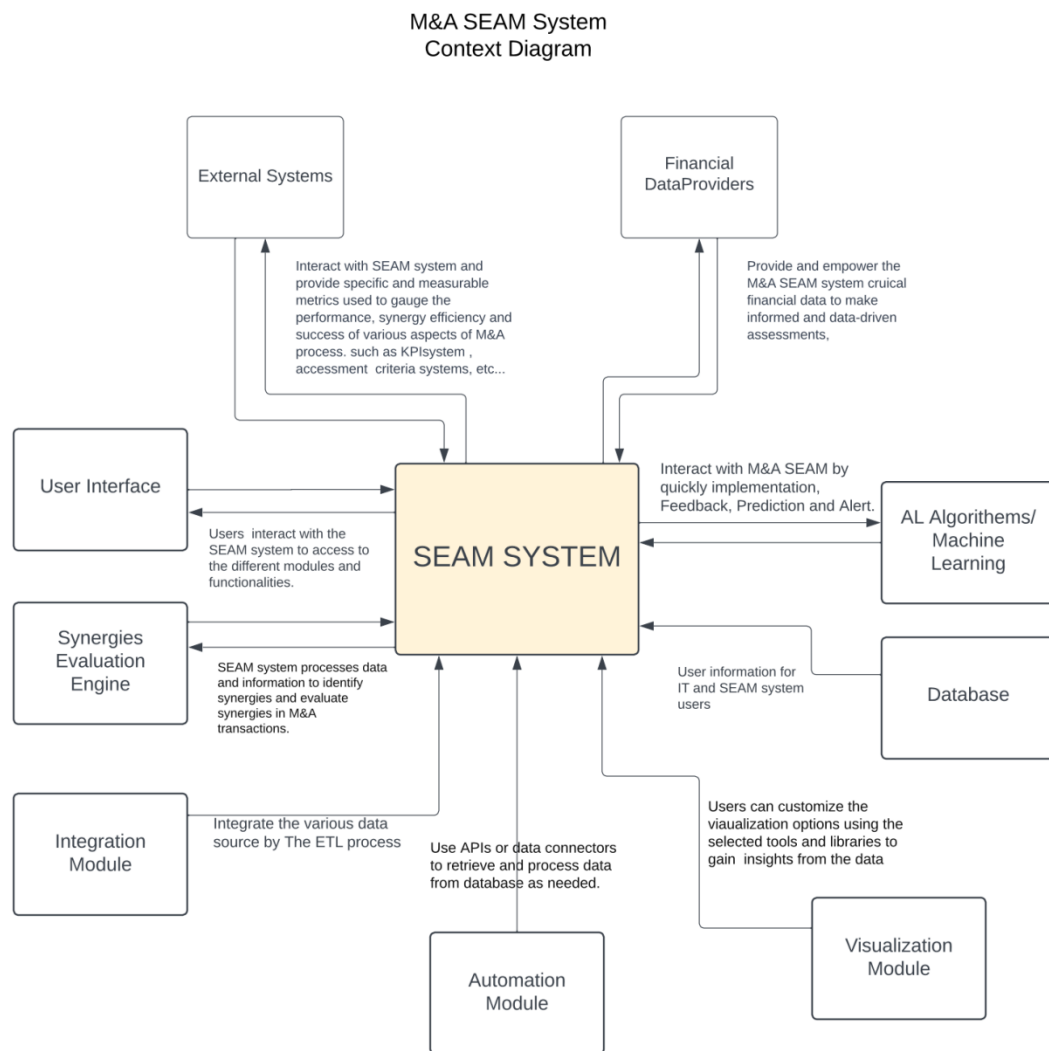 M&A SEAM System
Context Diagram
External Systems
Financial
DataProviders
Interact with SEAM system and
provide specific and measurable
metrics used to gauge the
performance, synergy efficiency and
success of various aspects of M&A
process. such as KPIsystem ,
accessment criteria systems, etc...
Provide and empower the
M&A SEAM system cruical
financial data to make
informed and data-driven
assessments,
User Interface
Users interact with the
SEAM system to access to
the different modules and
functionalities.
SEAM SYSTEM
Interact with M&A SEAM by
quickly implementation,
Feedback, Prediction and Alert.
AL Algorithems/
Machine
Learning
Synergies
Evaluation
Engine
SEAM system processes data
and information to identify
synergies and evaluate
synergies in M&A
transactions.
User information for
IT and SEAM system
users
Database
Integration
Module
Integrate the various data
source by The ETL process
Use APIs or data connectors
to retrieve and process data
from database as needed.
Users can customize the
viaualization options using the
selected tools and libraries to
gain insights from the data
Automation
Module
Visualization
Module